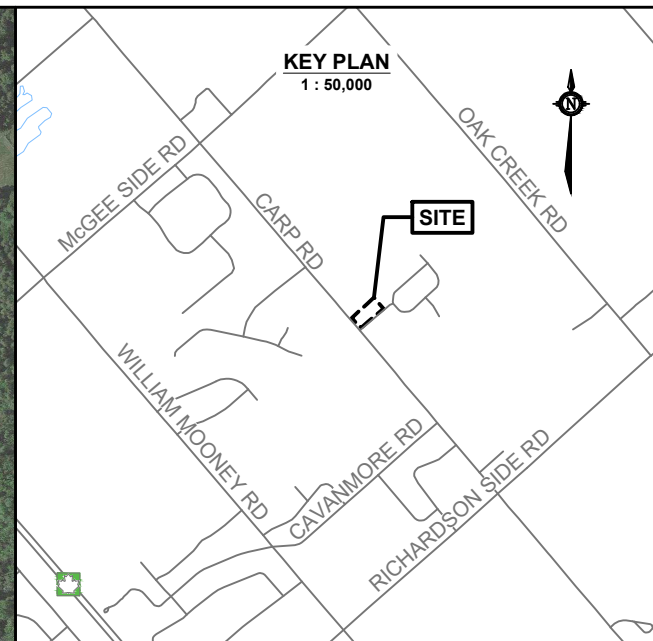 KEY PLAN
1 : 50,000
N
McGEE SIDE RD
CARP RD
OAK CREEK RD
SITE
WILLIAM MOONEY RD
CAVANMORE RD
RICHARDSON SIDE RD